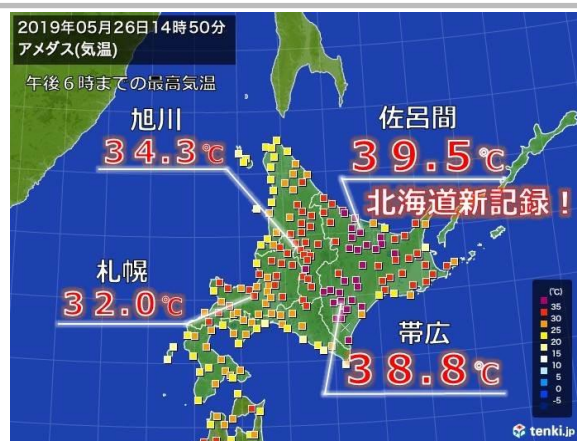 2019年05月26日14時50分
アメダス(気温)
午後6時までの最高気温
旭川
34.3℃
佐呂間
39.5℃
北海道新記録！
札幌
32.0℃
帯広
38.8℃
(℃)
35
30
25
20
15
10
5
0
-5
tenki.jp